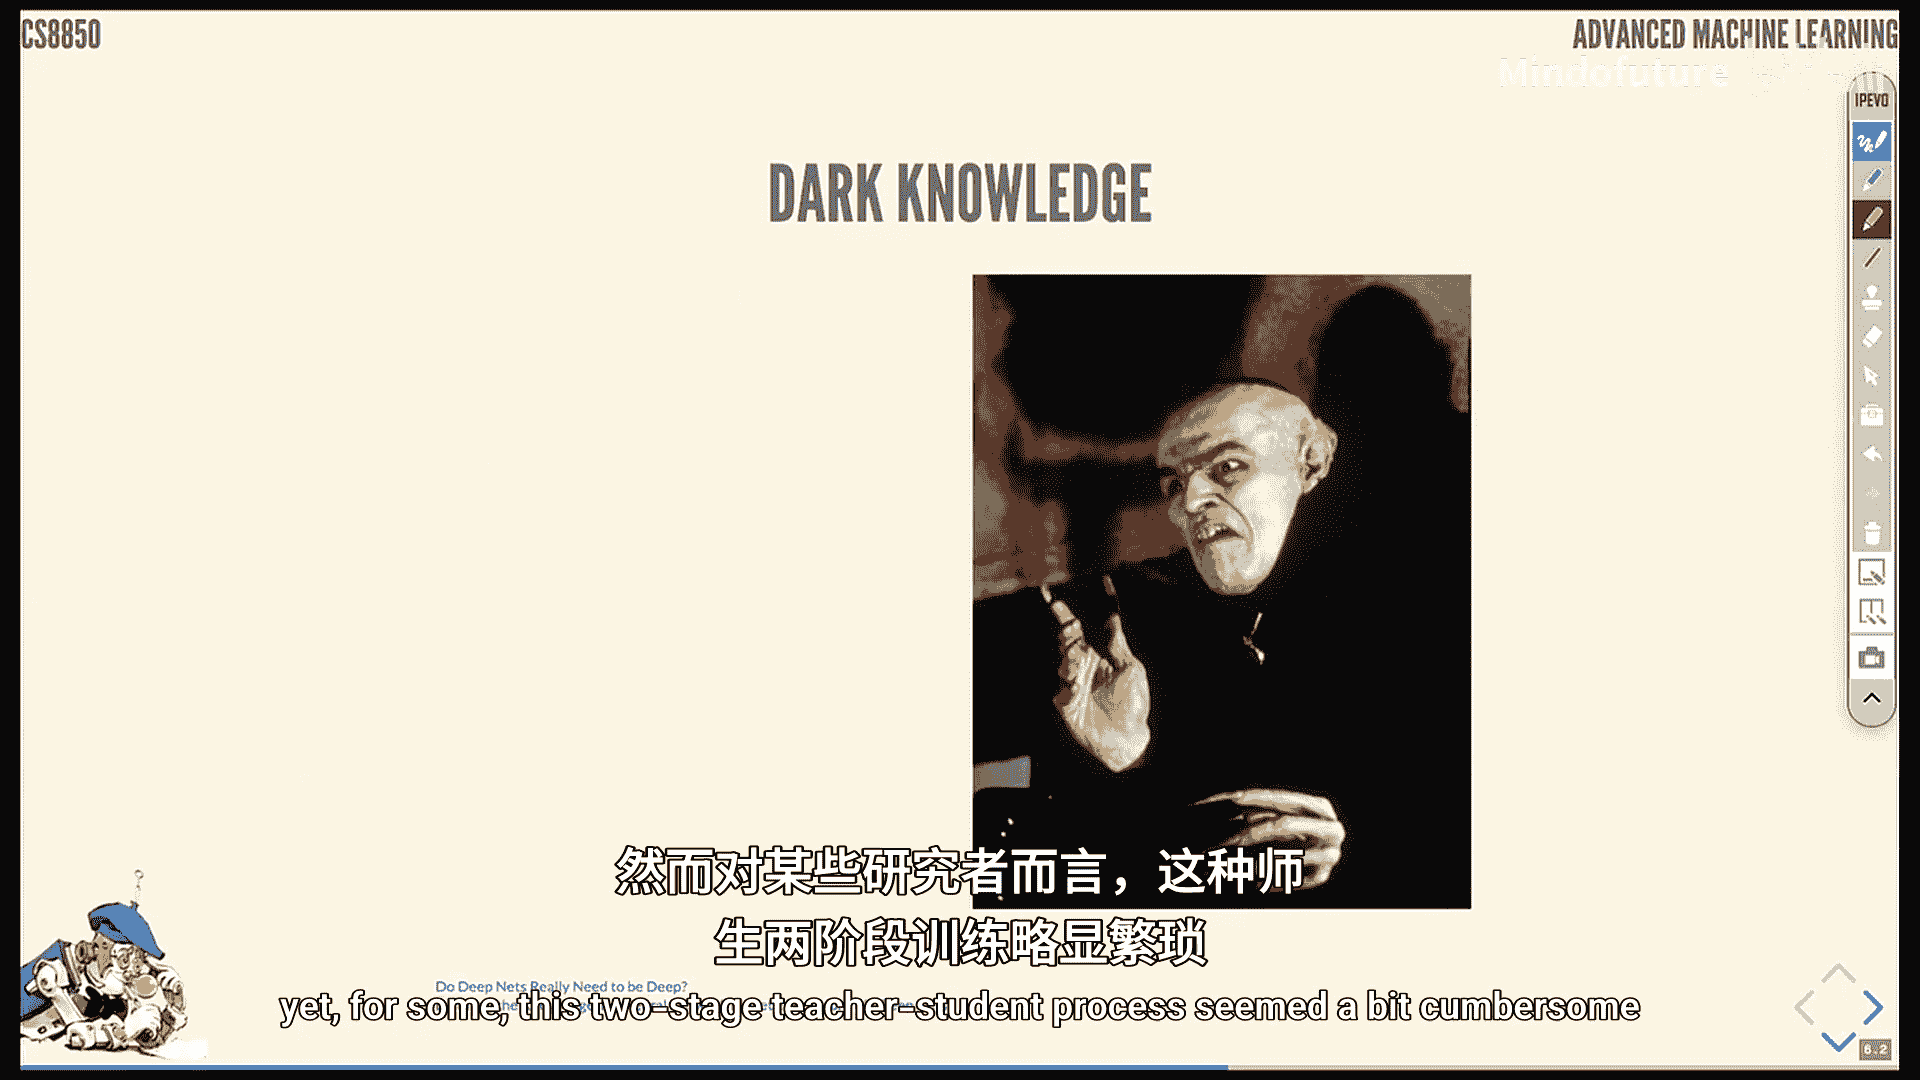 CS8850
ADVANCED MACHINE LEARNING
Mindofuture
IPEVO
DARK KNOWLEDGE
然而对某些研究者而言，这种师
生两阶段训练略显繁琐
Do Deep Nets Really Need to be Deep?
yet, for some, this two-stage teacher-student process seemed a bit cumbersome